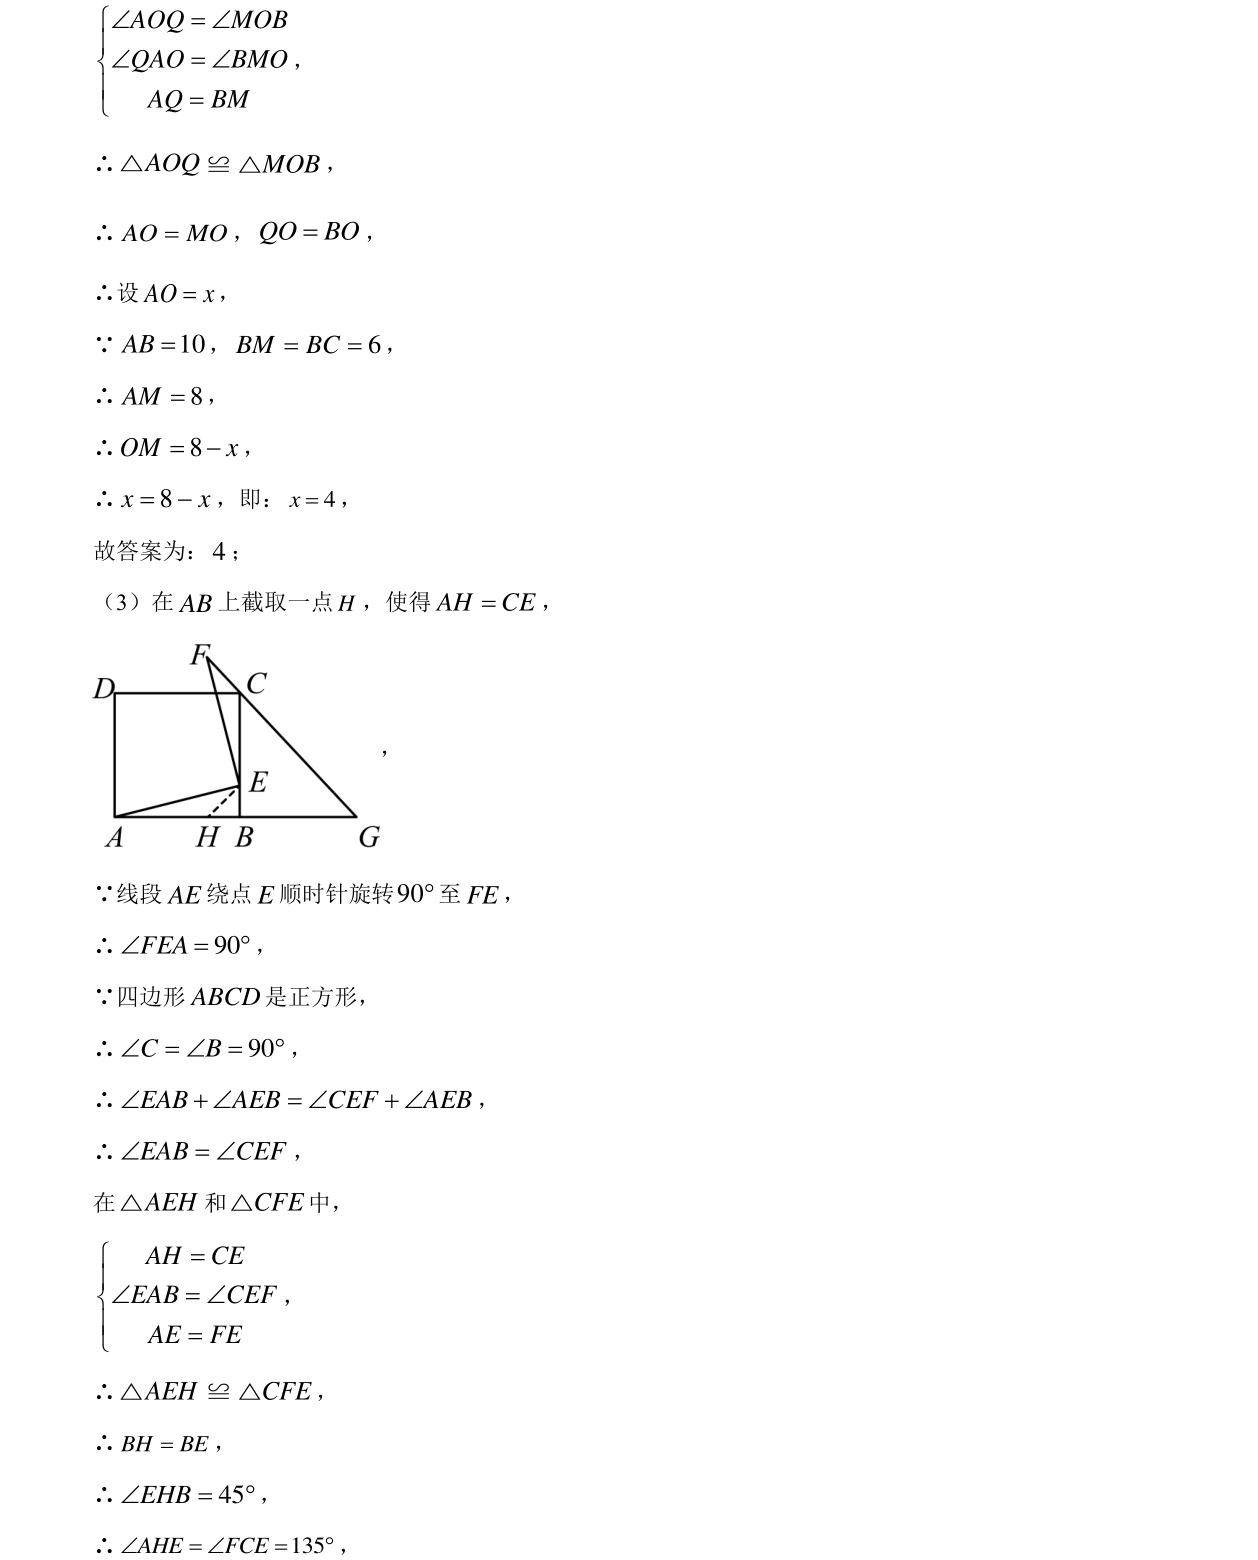 ∠AOQ = ∠MOB
∠QAO = ∠BMO，
AQ = BM
∴△AOQ ≌ △MOB，
∴ AO = MO，QO = BO，
∴设 AO = x，
∵ AB = 10，BM = BC = 6，
∴ AM = 8，
∴ OM = 8 − x，
∴ x = 8 − x，即：x = 4，
故答案为：4；
（3）在 AB 上截取一点 H，使得 AH = CE，
F
D
C
，
E
A
H
B
G
∵线段 AE 绕点 E 顺时针旋转 90° 至 FE，
∴ ∠FEA = 90°，
∵四边形 ABCD 是正方形，
∴ ∠C = ∠B = 90°，
∴ ∠EAB + ∠AEB = ∠CEF + ∠AEB，
∴ ∠EAB = ∠CEF，
在 △AEH 和 △CFE 中，
AH = CE
∠EAB = ∠CEF，
AE = FE
∴ △AEH ≌ △CFE，
∴ BH = BE，
∴ ∠EHB = 45°，
∴ ∠AHE = ∠FCE = 135°，